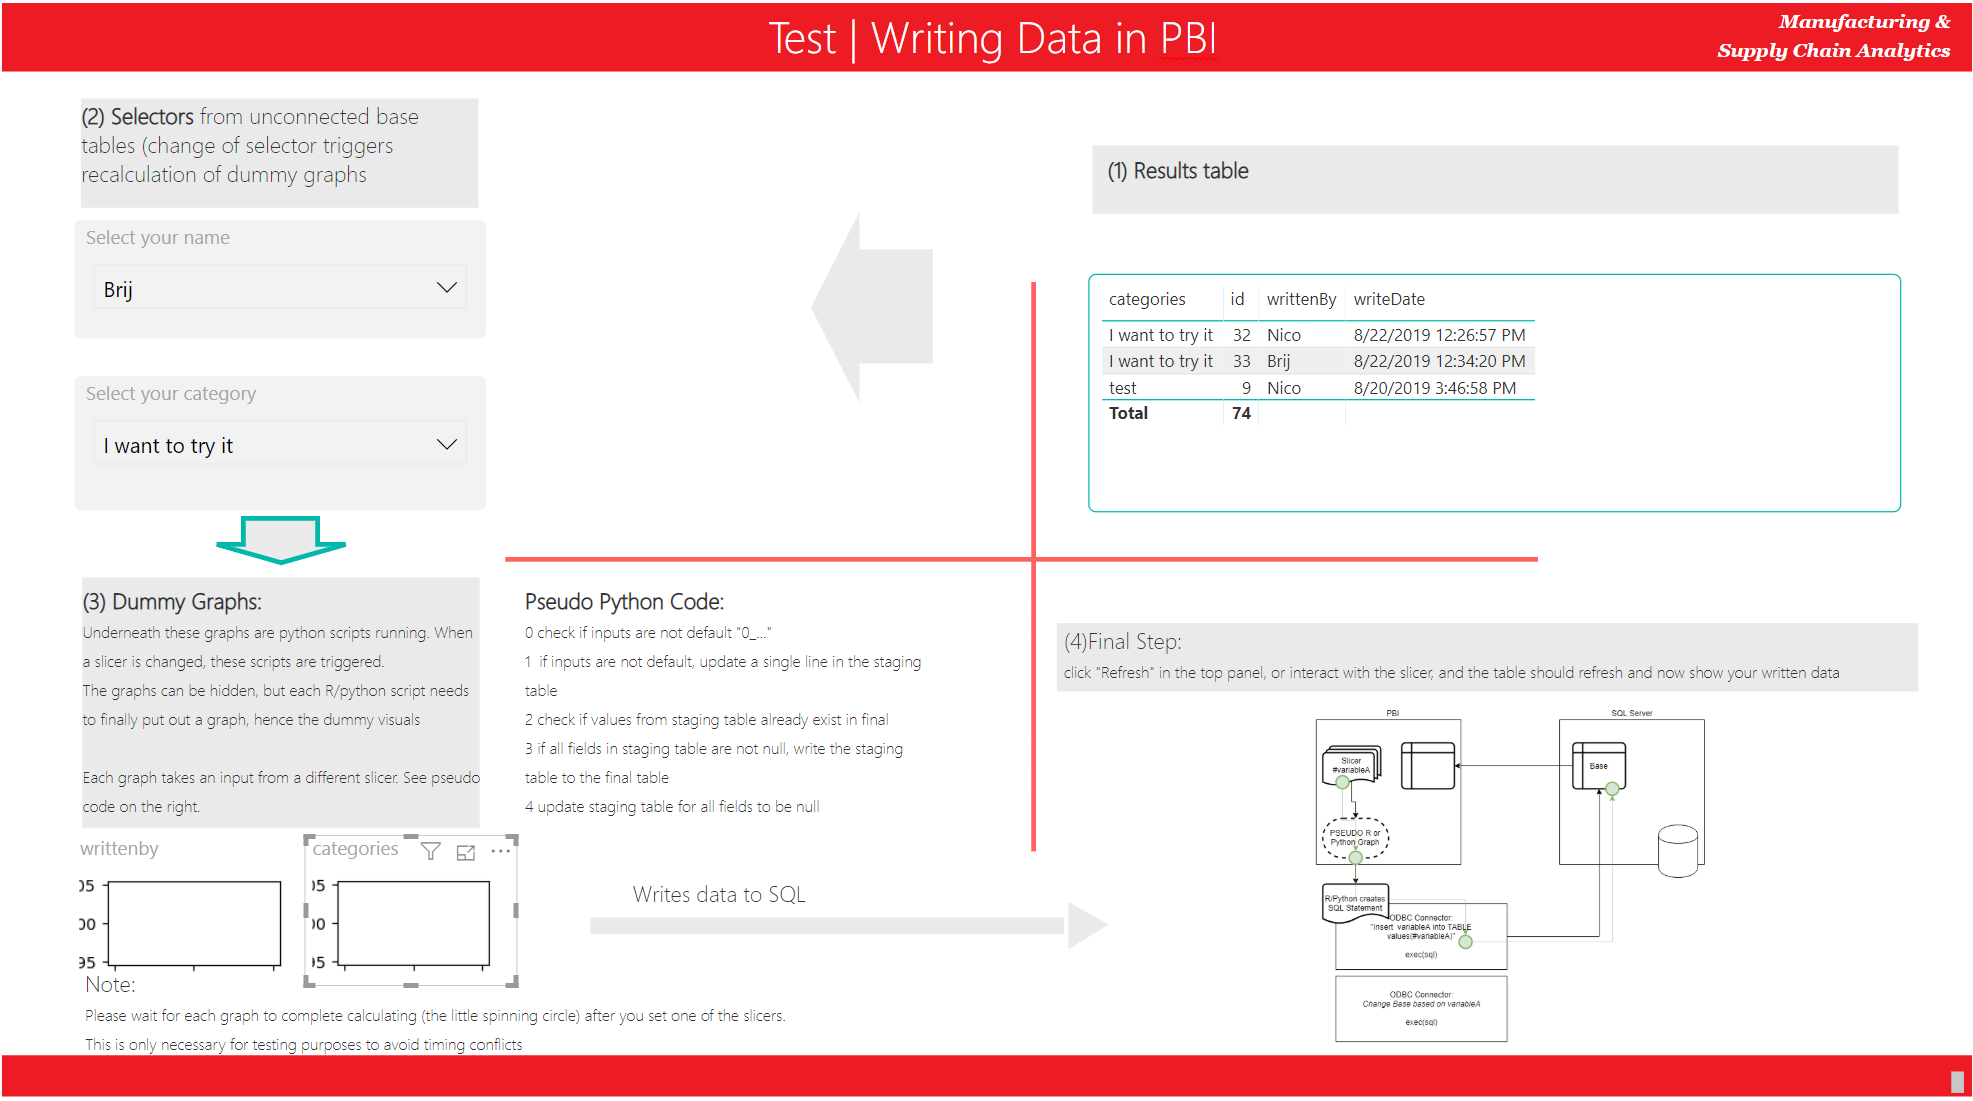 Test | Writing Data in PBI
Manufacturing &
Supply Chain Analytics
(2) Selectors from unconnected base
tables (change of selector triggers
recalculation of dummy graphs
Select your name
Brij
Select your category
I want to try it
(1) Results table
categories id writtenBy writeDate
I want to try it 32 Nico 8/22/2019 12:26:57 PM
I want to try it 33 Brij 8/22/2019 12:34:20 PM
test 9 Nico 8/20/2019 3:46:58 PM
Total 74
(3) Dummy Graphs:
Underneath these graphs are python scripts running. When
a slicer is changed, these scripts are triggered.
The graphs can be hidden, but each R/python script needs
to finally put out a graph, hence the dummy visuals
Each graph takes an input from a different slicer. See pseudo
code on the right.
Pseudo Python Code:
0 check if inputs are not default "0_..."
1 if inputs are not default, update a single line in the staging
table
2 check if values from staging table already exist in final
3 if all fields in staging table are not null, write the staging
table to the final table
4 update staging table for all fields to be null
(4)Final Step:
click "Refresh" in the top panel, or interact with the slicer, and the table should refresh and now show your written data
writtenby
05
00
95
categories
05
00
5
Writes data to SQL
Note:
Please wait for each graph to complete calculating (the little spinning circle) after you set one of the slicers.
This is only necessary for testing purposes to avoid timing conflicts
PBI
Slicer
#variableA
PSEUDO R or
Python Graph
R/Python creates
SQL Statement
SQL Server
Base
ODBC Connector:
"Insert variableA into TABLE
values(#variableA)"
exec(sql)
ODBC Connector:
Change Base based on variableA
exec(sql)